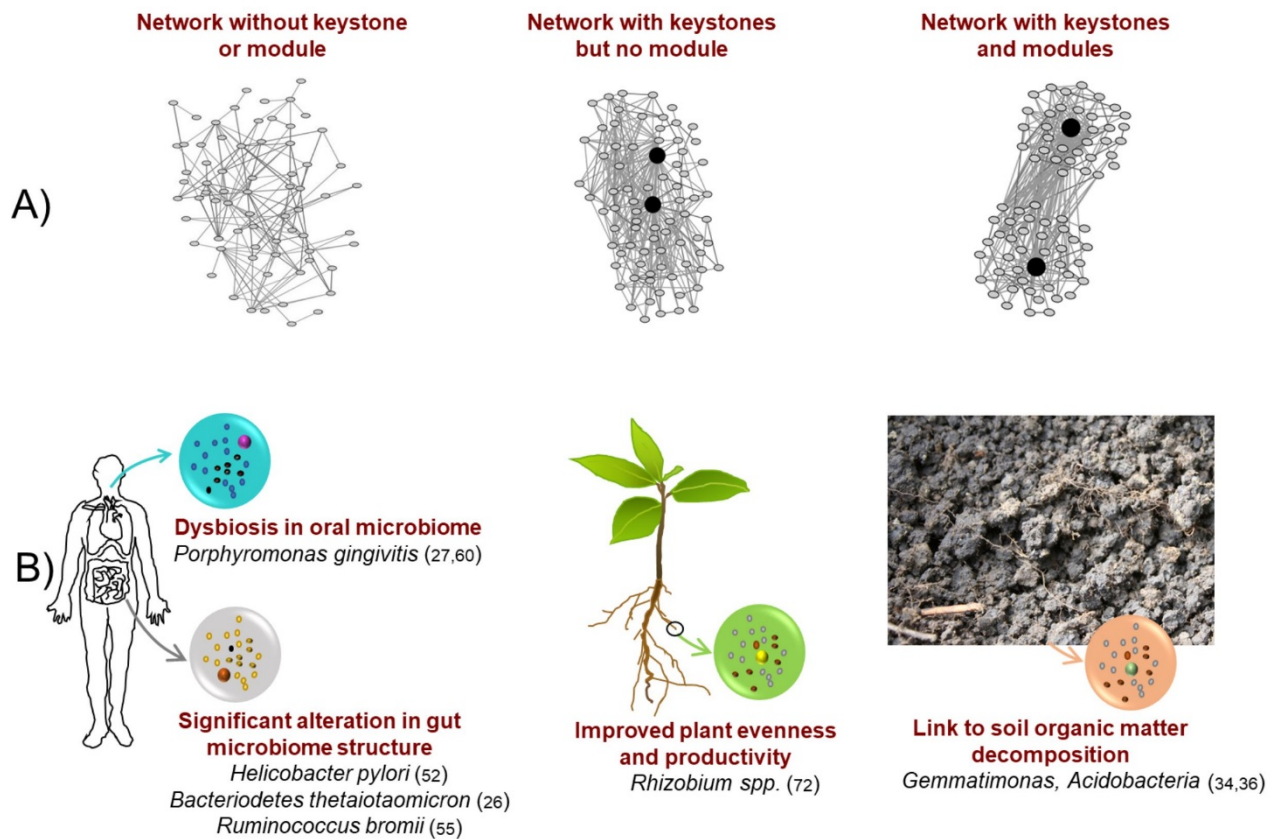 Network without keystone
or module
Network with keystones
but no module
Network with keystones
and modules
A)
B)
Dysbiosis in oral microbiome
Porphyromonas gingivitis (27,60)
Significant alteration in gut
microbiome structure
Helicobacter pylori (52)
Bacteriodetes thetaiotaomicron (26)
Ruminococcus bromii (55)
Improved plant evenness
and productivity
Rhizobium spp. (72)
Link to soil organic matter
decomposition
Gemmatimonas, Acidobacteria (34,36)